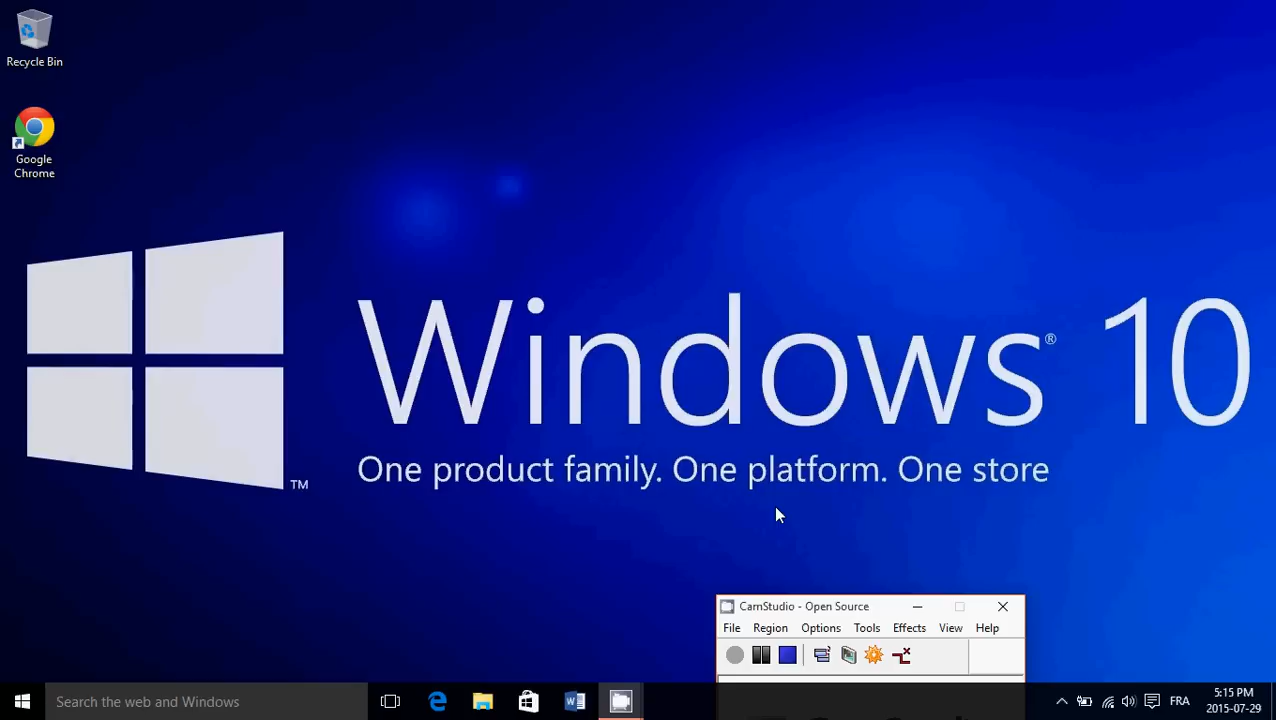 Recycle Bin
Google
Chrome
Windows® 10
One product family. One platform. One store
TM
CamStudio - Open Source
File Region Options Tools Effects View Help
Search the web and Windows
FRA
5:15 PM
2015-07-29